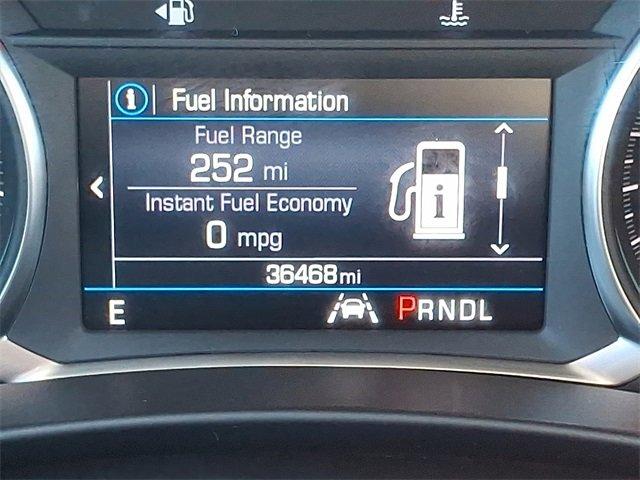 i Fuel Information
Fuel Range
252 mi
Instant Fuel Economy
0 mpg
i
36468mi
E PRNDL